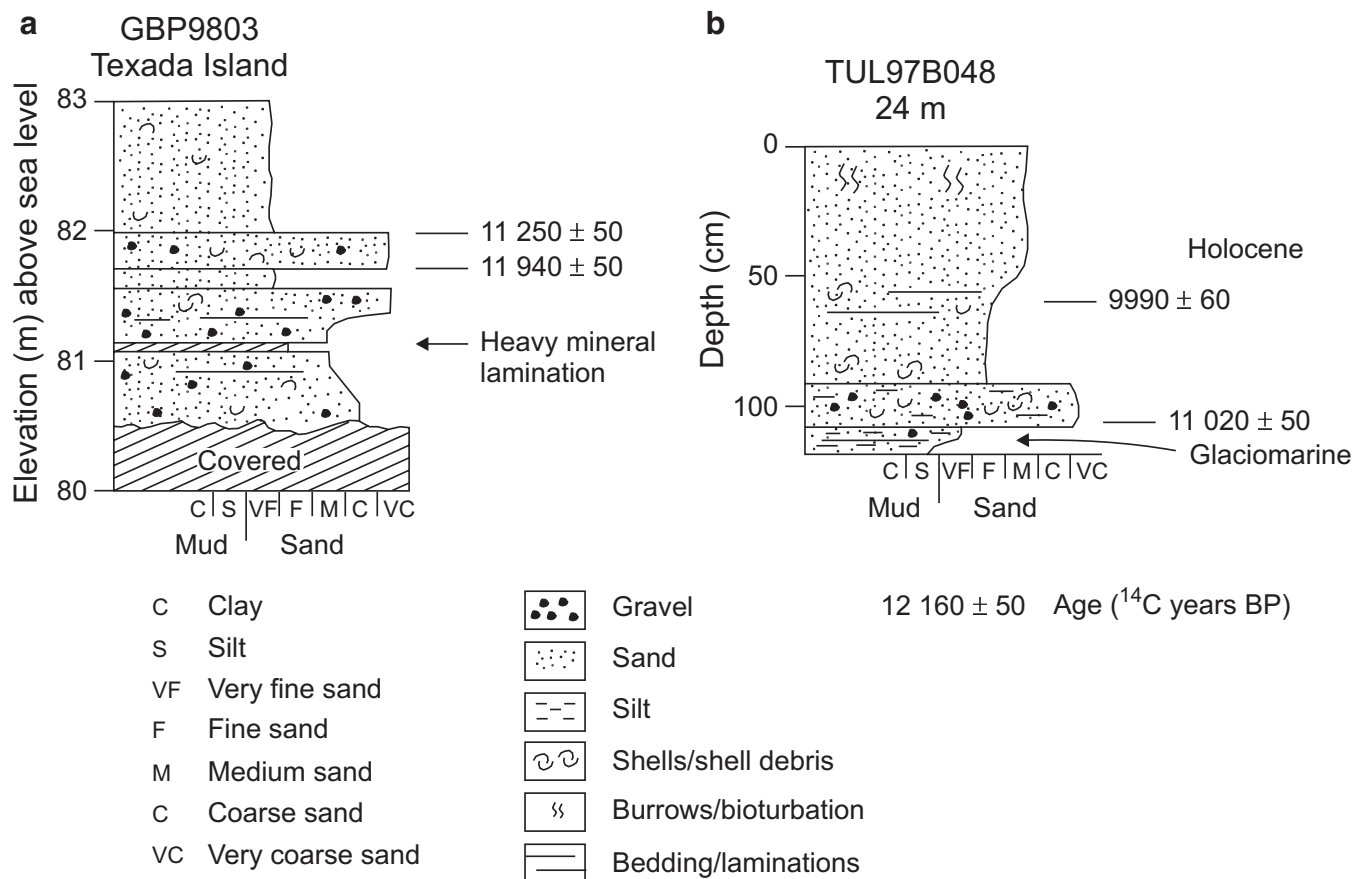 a
GBP9803
Texada Island
Elevation (m) above sea level
83
82
81
80
11 250 ± 50
11 940 ± 50
Heavy mineral
lamination
Covered
C S VF F M C VC
Mud Sand
b
TUL97B048
24 m
Depth (cm)
0
50
100
Holocene
9990 ± 60
11 020 ± 50
Glaciomarine
C S VF F M C VC
Mud Sand
C Clay
S Silt
VF Very fine sand
F Fine sand
M Medium sand
C Coarse sand
VC Very coarse sand
Gravel
Sand
Silt
Shells/shell debris
Burrows/bioturbation
Bedding/laminations
12 160 ± 50 Age (¹⁴C years BP)